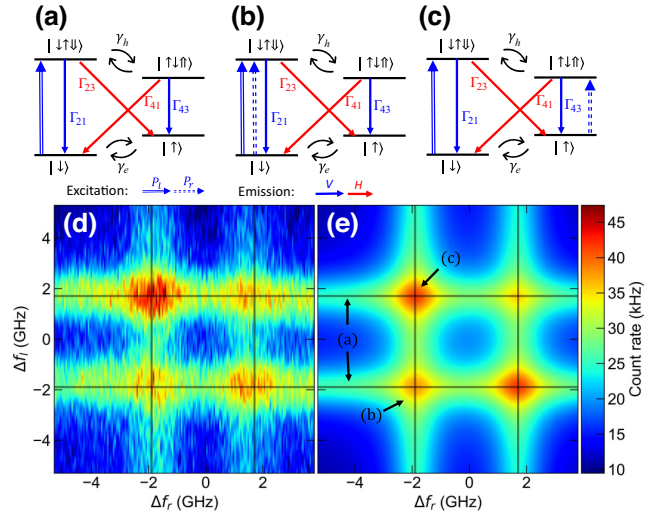 (a) (b) (c)
|↓↑⇓⟩ γh |↑↓⇑⟩ |↓↑⇓⟩ γh |↑↓⇑⟩ |↓↑⇓⟩ γh |↑↓⇑⟩
Γ23 Γ41 Γ23 Γ41 Γ23 Γ41
Γ21 Γ43 Γ21 Γ43 Γ21 Γ43
|↓⟩ γe |↑⟩ |↓⟩ γe |↑⟩ |↓⟩ γe |↑⟩
Excitation: Pl Pr Emission: V H
(d) (e)
(c)
(a)
(b)
4
2
0
−2
−4
Δfl (GHz)
−4 −2 0 2
Δfr (GHz)
−4 −2 0 2
Δfr (GHz)
45
40
35
30
25
20
15
10
Count rate (kHz)